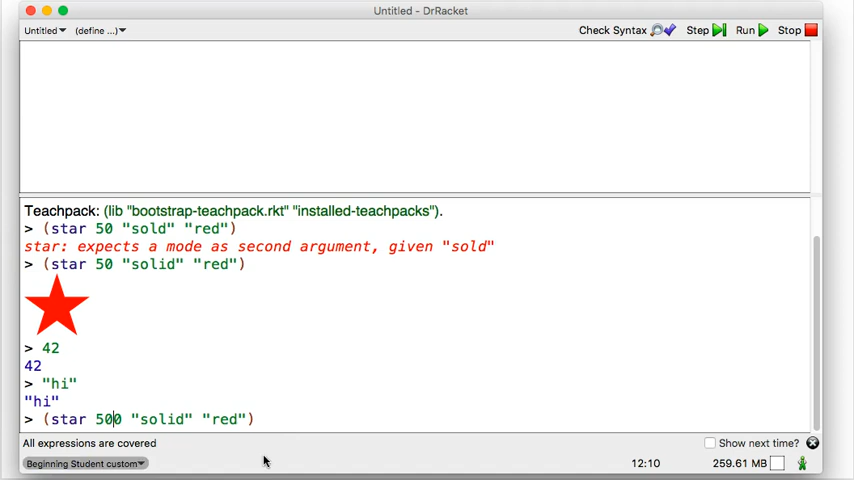 Untitled - DrRacket
Untitled (define ...) Check Syntax Step Run Stop
Teachpack: (lib "bootstrap-teachpack.rkt" "installed-teachpacks").
> (star 50 "sold" "red")
star: expects a mode as second argument, given "sold"
> (star 50 "solid" "red")
> 42
42
> "hi"
"hi"
> (star 500 "solid" "red")
All expressions are covered Show next time?
Beginning Student custom 12:10 259.61 MB